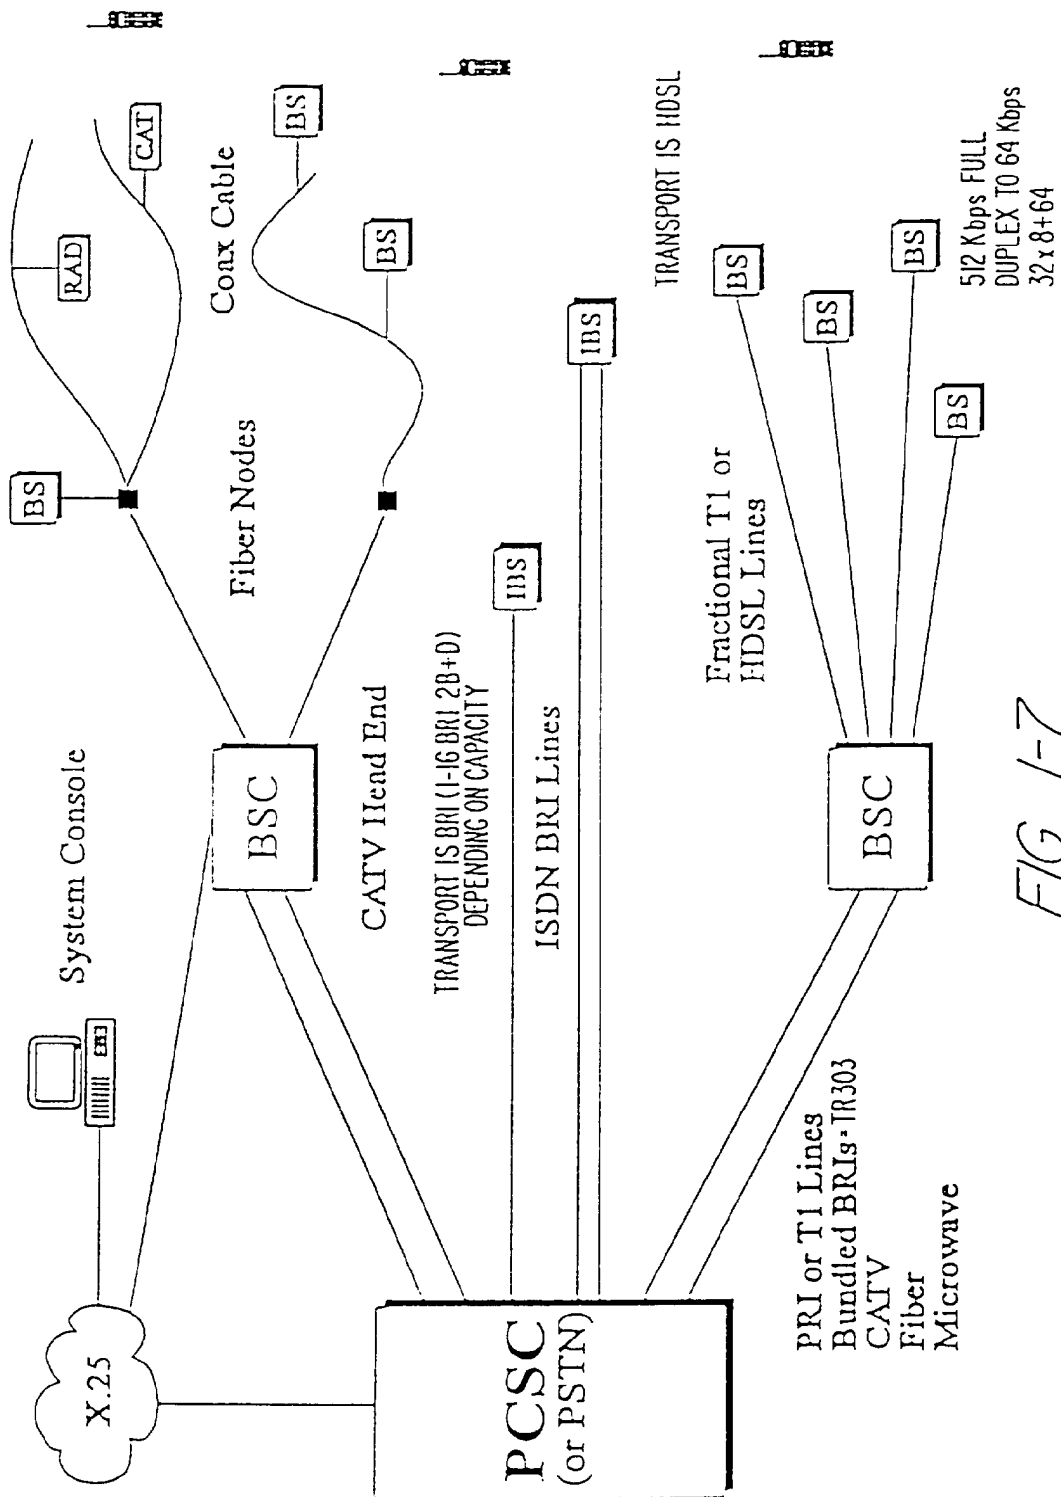 System Console
X.25
BS
RAD
CAT
BSC
Fiber Nodes
Coax Cable
BS
BS
CATV Head End
TRANSPORT IS BRI (1-16 BRI 2B+D)
DEPENDING ON CAPACITY
IBS
ISDN BRI Lines
IBS
PCSC
(or PSTN)
TRANSPORT IS HDSL
Fractional T1 or
HDSL Lines
BS
BS
BS
BS
BSC
PRI or T1 Lines
Bundled BRIs · TR303
CATV
Fiber
Microwave
512 Kbps FULL
DUPLEX TO 64 Kbps
32 x 8+64
FIG 1-7